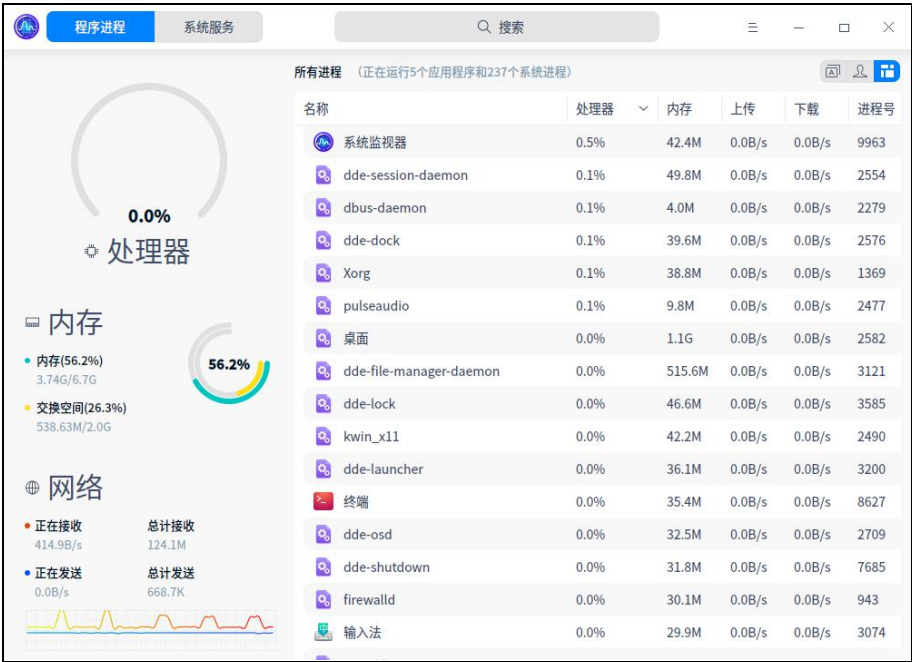 程序进程 系统服务 搜索
所有进程 (正在运行5个应用程序和237个系统进程)
名称 处理器 内存 上传 下载 进程号
系统监视器 0.5% 42.4M 0.0B/s 0.0B/s 9963
dde-session-daemon 0.1% 49.8M 0.0B/s 0.0B/s 2554
dbus-daemon 0.1% 4.0M 0.0B/s 0.0B/s 2279
dde-dock 0.1% 39.6M 0.0B/s 0.0B/s 2576
Xorg 0.1% 38.8M 0.0B/s 0.0B/s 1369
pulseaudio 0.1% 9.8M 0.0B/s 0.0B/s 2477
桌面 0.0% 1.1G 0.0B/s 0.0B/s 2582
dde-file-manager-daemon 0.0% 515.6M 0.0B/s 0.0B/s 3121
dde-lock 0.0% 46.6M 0.0B/s 0.0B/s 3585
kwin_x11 0.0% 42.2M 0.0B/s 0.0B/s 2490
dde-launcher 0.0% 36.1M 0.0B/s 0.0B/s 3200
终端 0.0% 35.4M 0.0B/s 0.0B/s 8627
dde-osd 0.0% 32.5M 0.0B/s 0.0B/s 2709
dde-shutdown 0.0% 31.8M 0.0B/s 0.0B/s 7685
firewalld 0.0% 30.1M 0.0B/s 0.0B/s 943
输入法 0.0% 29.9M 0.0B/s 0.0B/s 3074
0.0%
处理器
内存
内存(56.2%)
3.74G/6.7G
56.2%
交换空间(26.3%)
538.63M/2.0G
网络
正在接收 总计接收
414.9B/s 124.1M
正在发送 总计发送
0.0B/s 668.7K